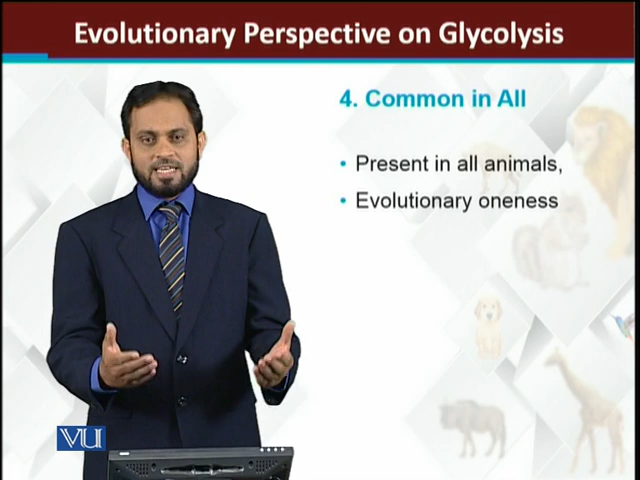 Evolutionary Perspective on Glycolysis
4. Common in All
• Present in all animals,
• Evolutionary oneness
VU